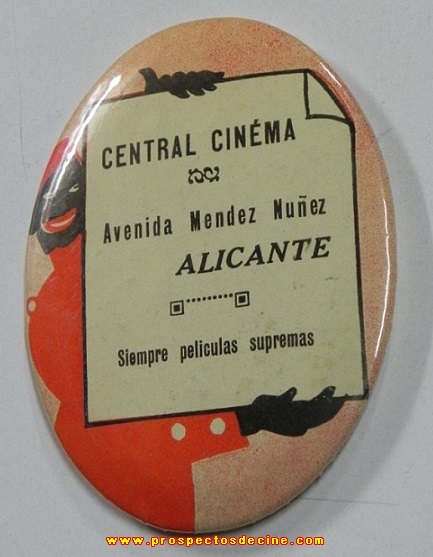 CENTRAL CINÉMA
Avenida Mendez Nuñez
ALICANTE
Siempre peliculas supremas
www.prospectosdecine.com